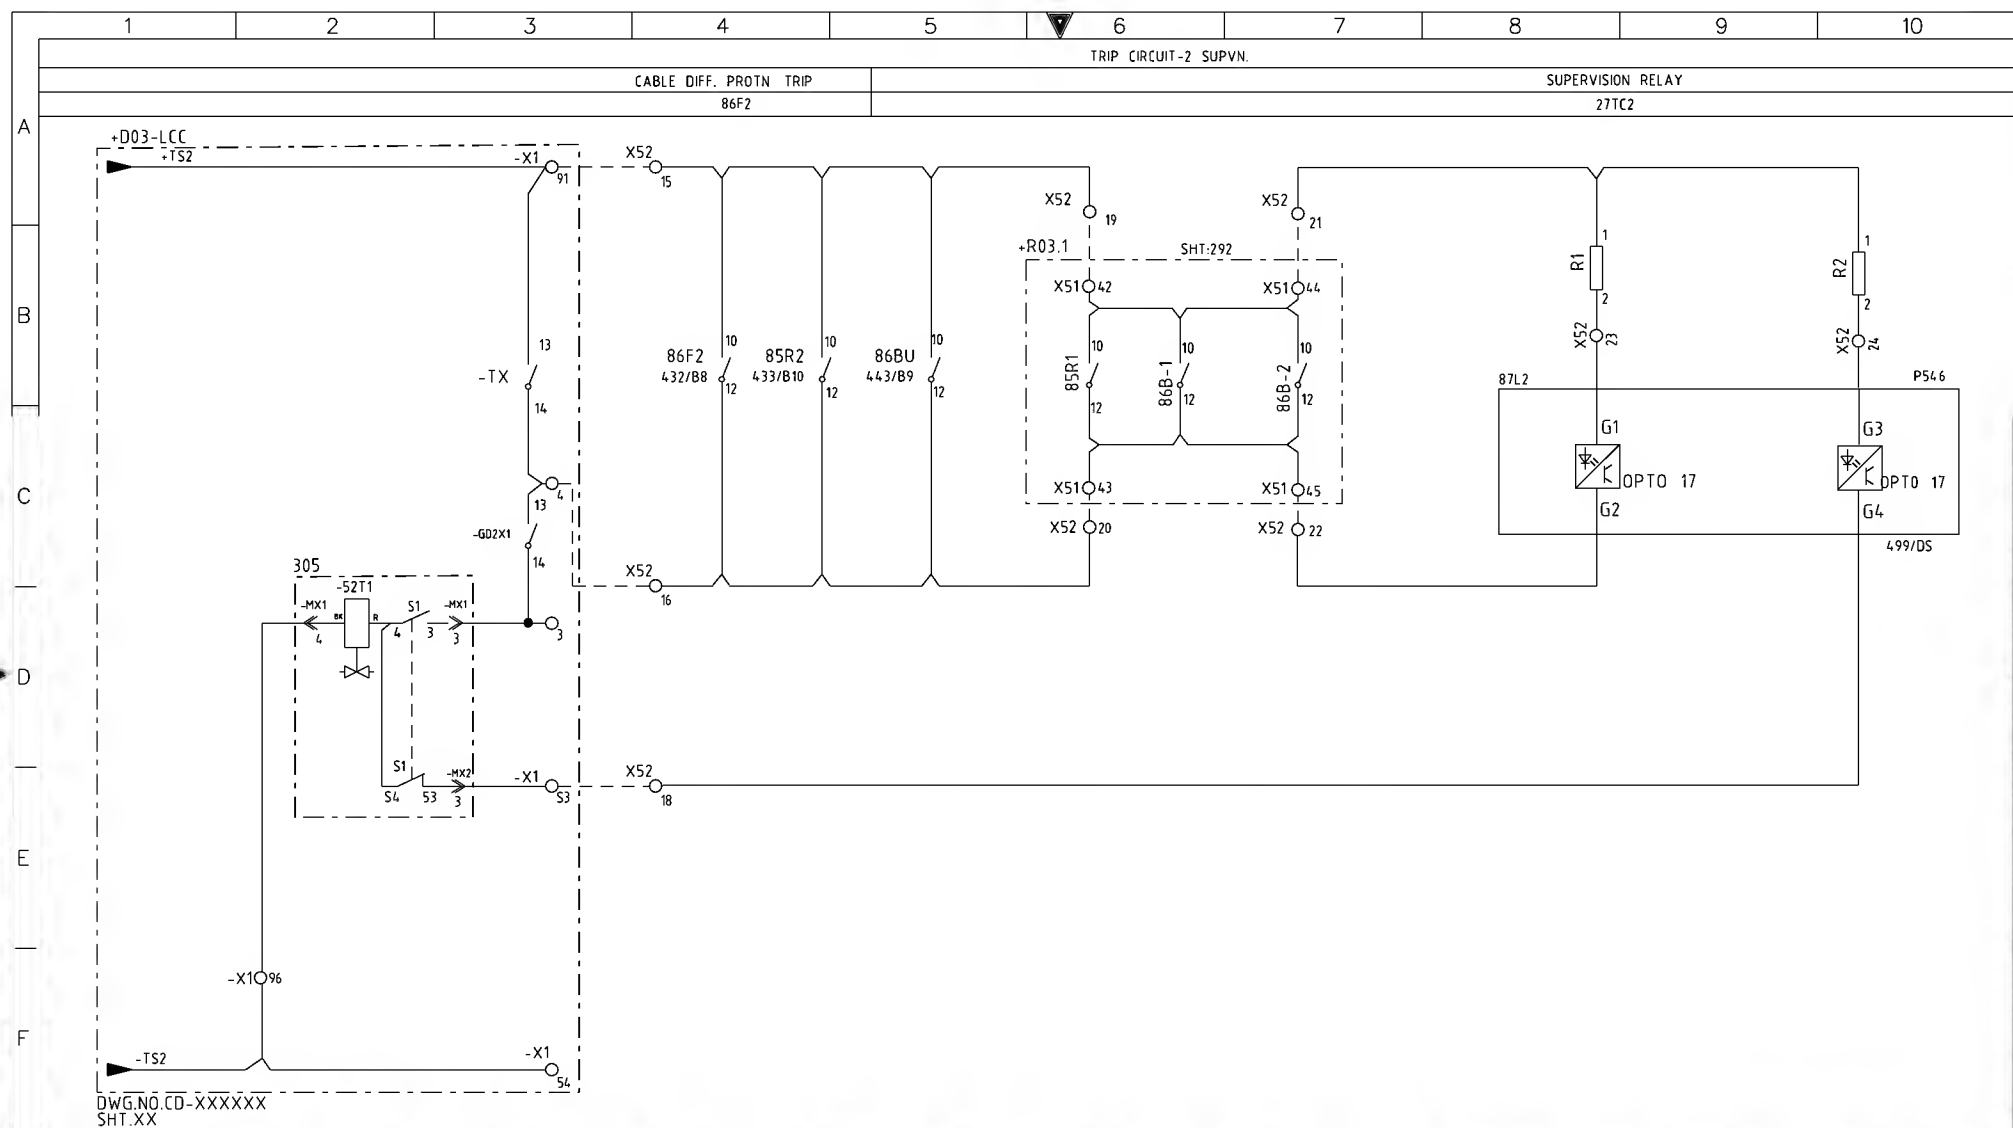 1 2 3 4 5 6 7 8 9 10
TRIP CIRCUIT-2 SUPVN.
CABLE DIFF. PROTN TRIP
SUPERVISION RELAY
86F2
27TC2
A
B
C
D
E
F
+D03-LCC
+TS2
-X1
91
X52
15
X52
19
X52
21
+R03.1
SHT:292
X51
42
X51
44
R1
1
2
R2
1
2
X52
23
X52
24
-TX
13
14
86F2
432/B8
10
12
85R2
433/B10
10
12
86BU
443/B9
10
12
85R1
10
12
86B-1
10
12
86B-2
10
12
87L2
P546
G1
OPTO 17
G2
G3
OPTO 17
G4
499/DS
4
13
-GD2X1
14
X51
43
X51
45
X52
20
X52
22
305
-52T1
X52
16
-MX1
4
BK
R
S1
4
3
-MX1
3
3
S1
S4
53
-MX2
3
-X1
S3
X52
18
-X1
96
-TS2
-X1
54
DWG.NO.CD-XXXXXX
SHT.XX